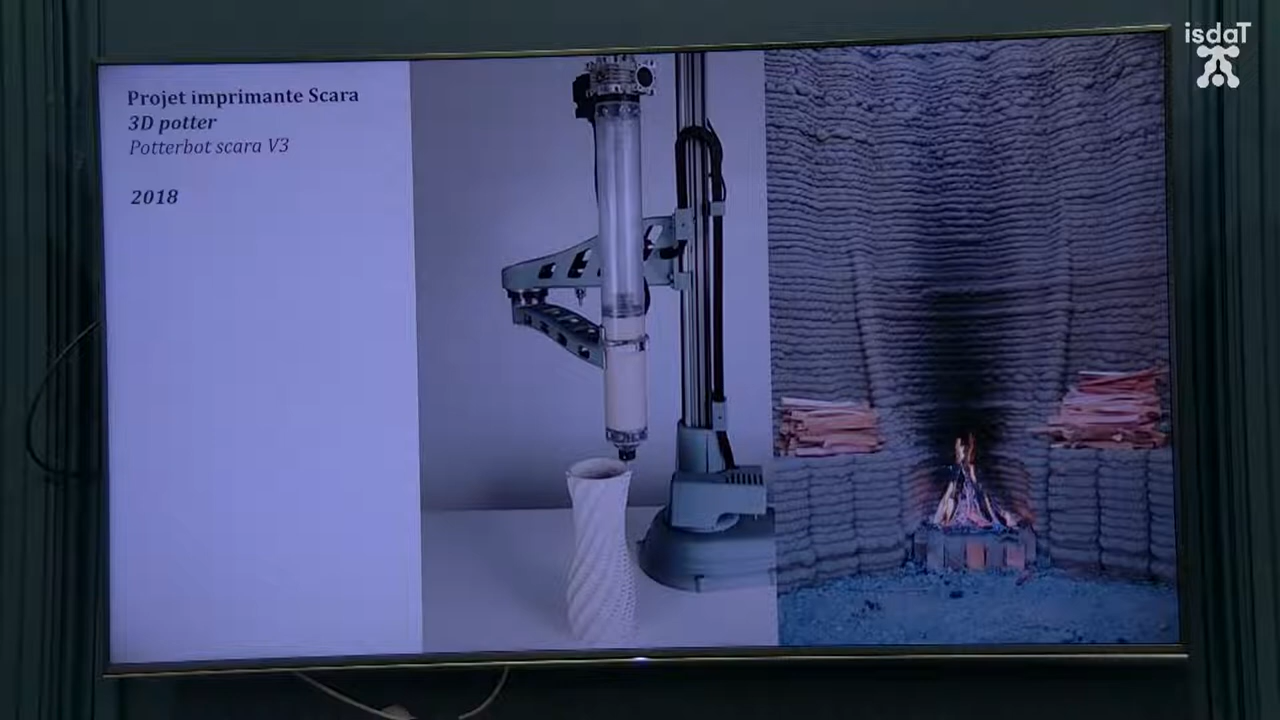 Projet imprimante Scara
3D potter
Potterbot scara V3
2018
isdaT